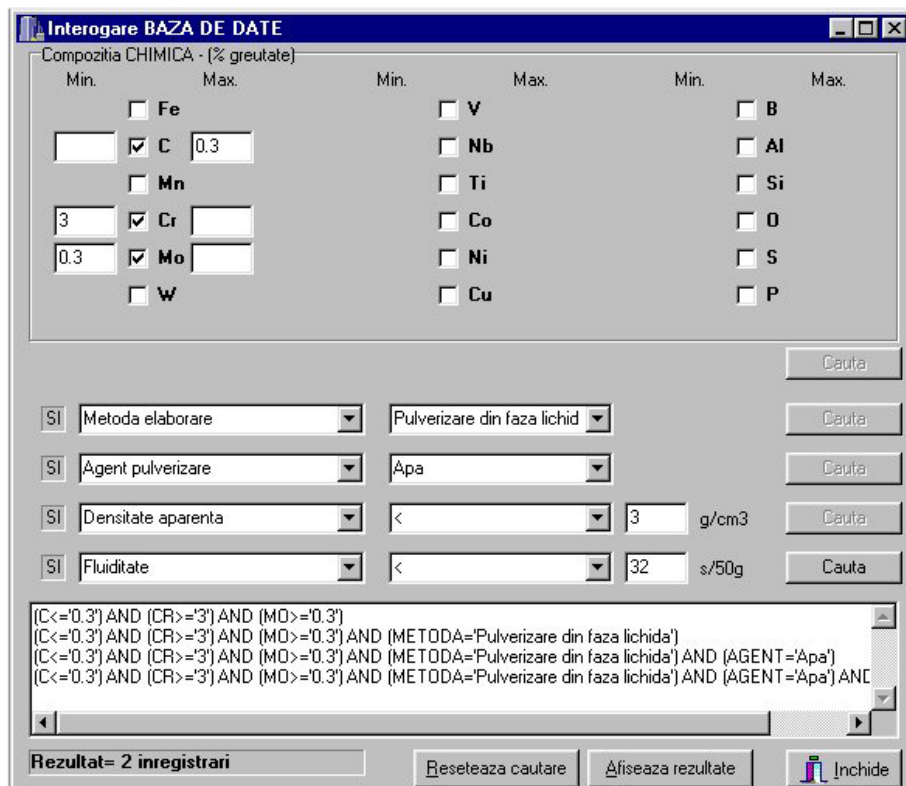 Interogare BAZA DE DATE
Compozitia CHIMICA - (% greutate)
Min. Max. Min. Max. Min. Max.
Fe V B
C 0.3 Nb Al
Mn Ti Si
3 Cr Co O
0.3 Mo Ni S
W Cu P
Cauta
SI Metoda elaborare Pulverizare din faza lichid Cauta
SI Agent pulverizare Apa Cauta
SI Densitate aparenta < 3 g/cm3 Cauta
SI Fluiditate < 32 s/50g Cauta
(C<='0.3') AND (CR>='3') AND (MO>='0.3')
(C<='0.3') AND (CR>='3') AND (MO>='0.3') AND (METODA='Pulverizare din faza lichida')
(C<='0.3') AND (CR>='3') AND (MO>='0.3') AND (METODA='Pulverizare din faza lichida') AND (AGENT='Apa')
(C<='0.3') AND (CR>='3') AND (MO>='0.3') AND (METODA='Pulverizare din faza lichida') AND (AGENT='Apa') AND
Rezultat= 2 inregistrari Reseteaza cautare Afiseaza rezultate Inchide